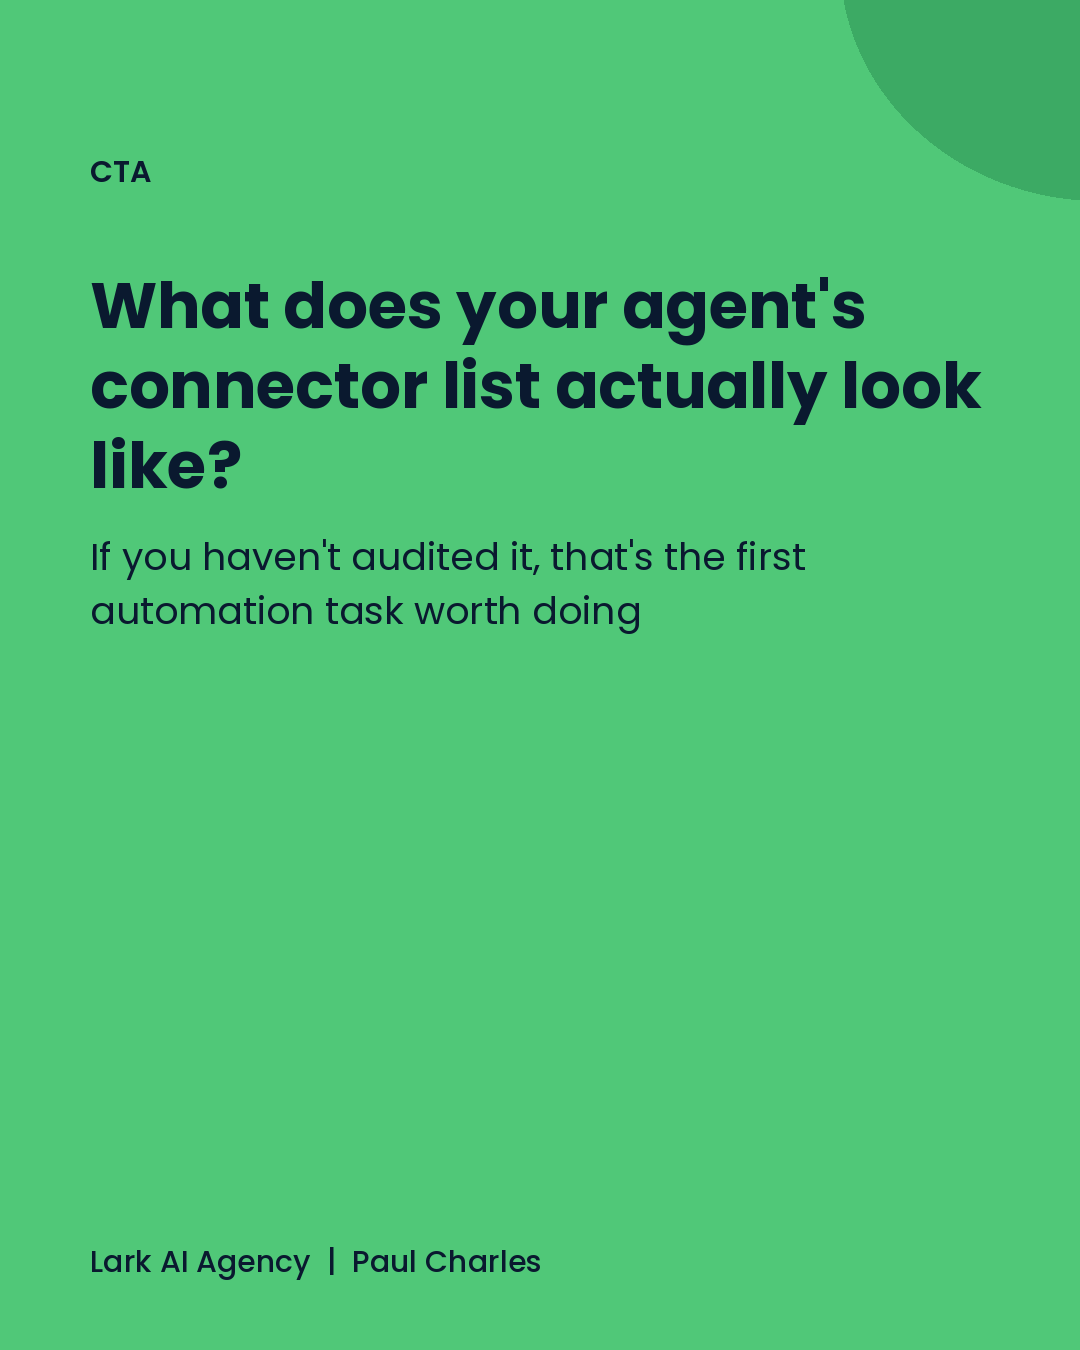 CTA
What does your agent's
connector list actually look
like?
If you haven't audited it, that's the first
automation task worth doing
Lark AI Agency | Paul Charles